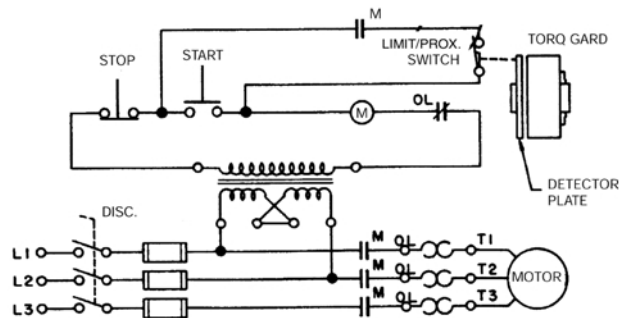 M
LIMIT/PROX.
SWITCH
TORQ GARD
STOP
START
M
OL
DETECTOR
PLATE
DISC.
L1
M
OL
T1
L2
M
OL
T2
MOTOR
L3
M
OL
T3